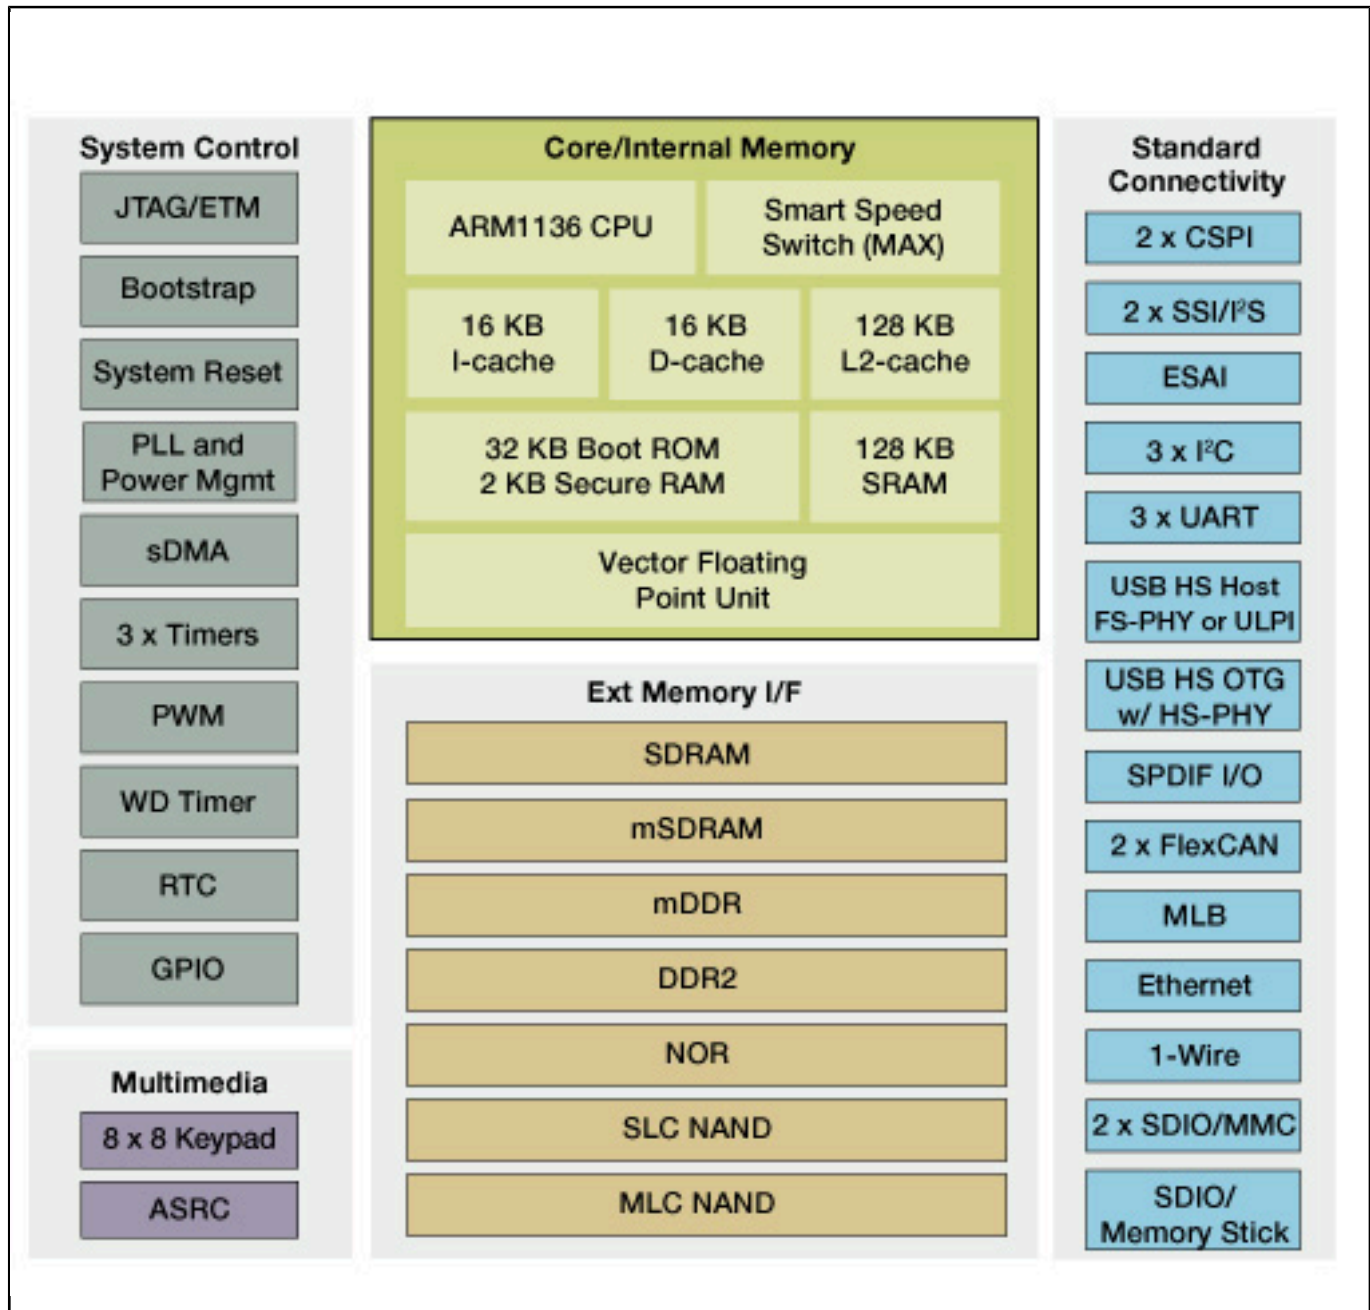 System Control
JTAG/ETM
Bootstrap
System Reset
PLL and
Power Mgmt
sDMA
3 x Timers
PWM
WD Timer
RTC
GPIO
Multimedia
8 x 8 Keypad
ASRC
Core/Internal Memory
ARM1136 CPU
Smart Speed
Switch (MAX)
16 KB
I-cache
16 KB
D-cache
128 KB
L2-cache
32 KB Boot ROM
2 KB Secure RAM
128 KB
SRAM
Vector Floating
Point Unit
Ext Memory I/F
SDRAM
mSDRAM
mDDR
DDR2
NOR
SLC NAND
MLC NAND
Standard
Connectivity
2 x CSPI
2 x SSI/I²S
ESAI
3 x I²C
3 x UART
USB HS Host
FS-PHY or ULPI
USB HS OTG
w/ HS-PHY
SPDIF I/O
2 x FlexCAN
MLB
Ethernet
1-Wire
2 x SDIO/MMC
SDIO/
Memory Stick